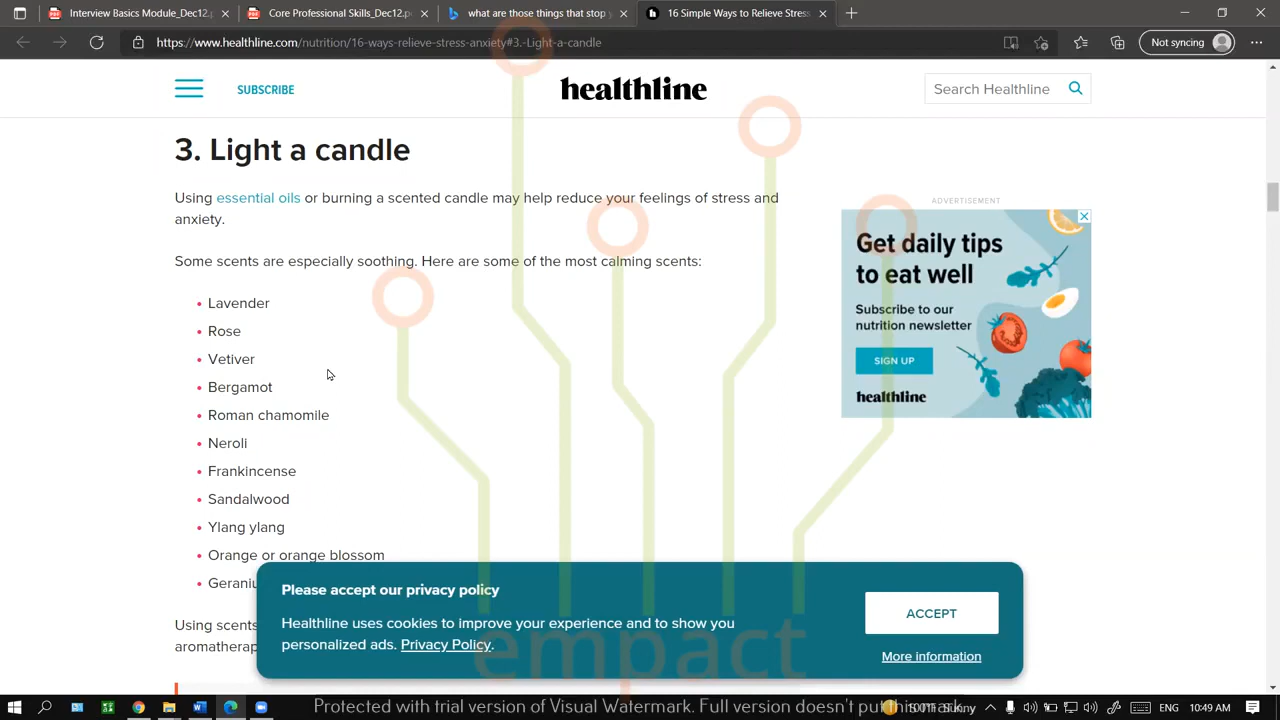 Interview Basics Module_Dec12.p
Core Professional Skills_Dec12.p
what are those things that stop y
16 Simple Ways to Relieve Stres
https://www.healthline.com/nutrition/16-ways-relieve-stress-anxiety#3.-Light-a-candle
Not syncing
SUBSCRIBE
healthline
Search Healthline
3. Light a candle
Using essential oils or burning a scented candle may help reduce your feelings of stress and
anxiety.
Some scents are especially soothing. Here are some of the most calming scents:
• Lavender
• Rose
• Vetiver
• Bergamot
• Roman chamomile
• Neroli
• Frankincense
• Sandalwood
• Ylang ylang
• Orange or orange blossom
• Geraniu
Using scents
aromatherap
ADVERTISEMENT
Get daily tips
to eat well
Subscribe to our
nutrition newsletter
SIGN UP
healthline
Please accept our privacy policy
Healthline uses cookies to improve your experience and to show you
personalized ads. Privacy Policy.
ACCEPT
More information
empact
Protected with trial version of Visual Watermark. Full version doesn't put this mark.
Sunny
ENG
10:49 AM